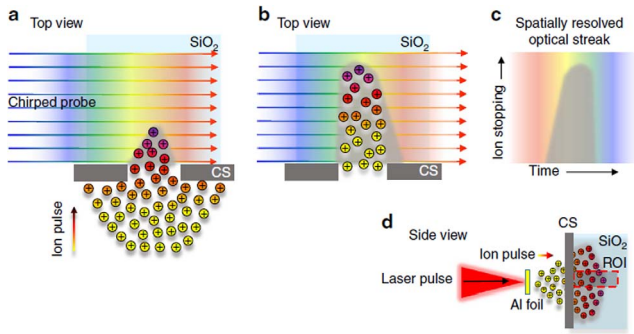 a
Top view
SiO2
Chirped probe
CS
Ion pulse
b
Top view
SiO2
CS
c
Spatially resolved
optical streak
Ion stopping
Time
d
Side view
CS
SiO2
Ion pulse
ROI
Laser pulse
Al foil